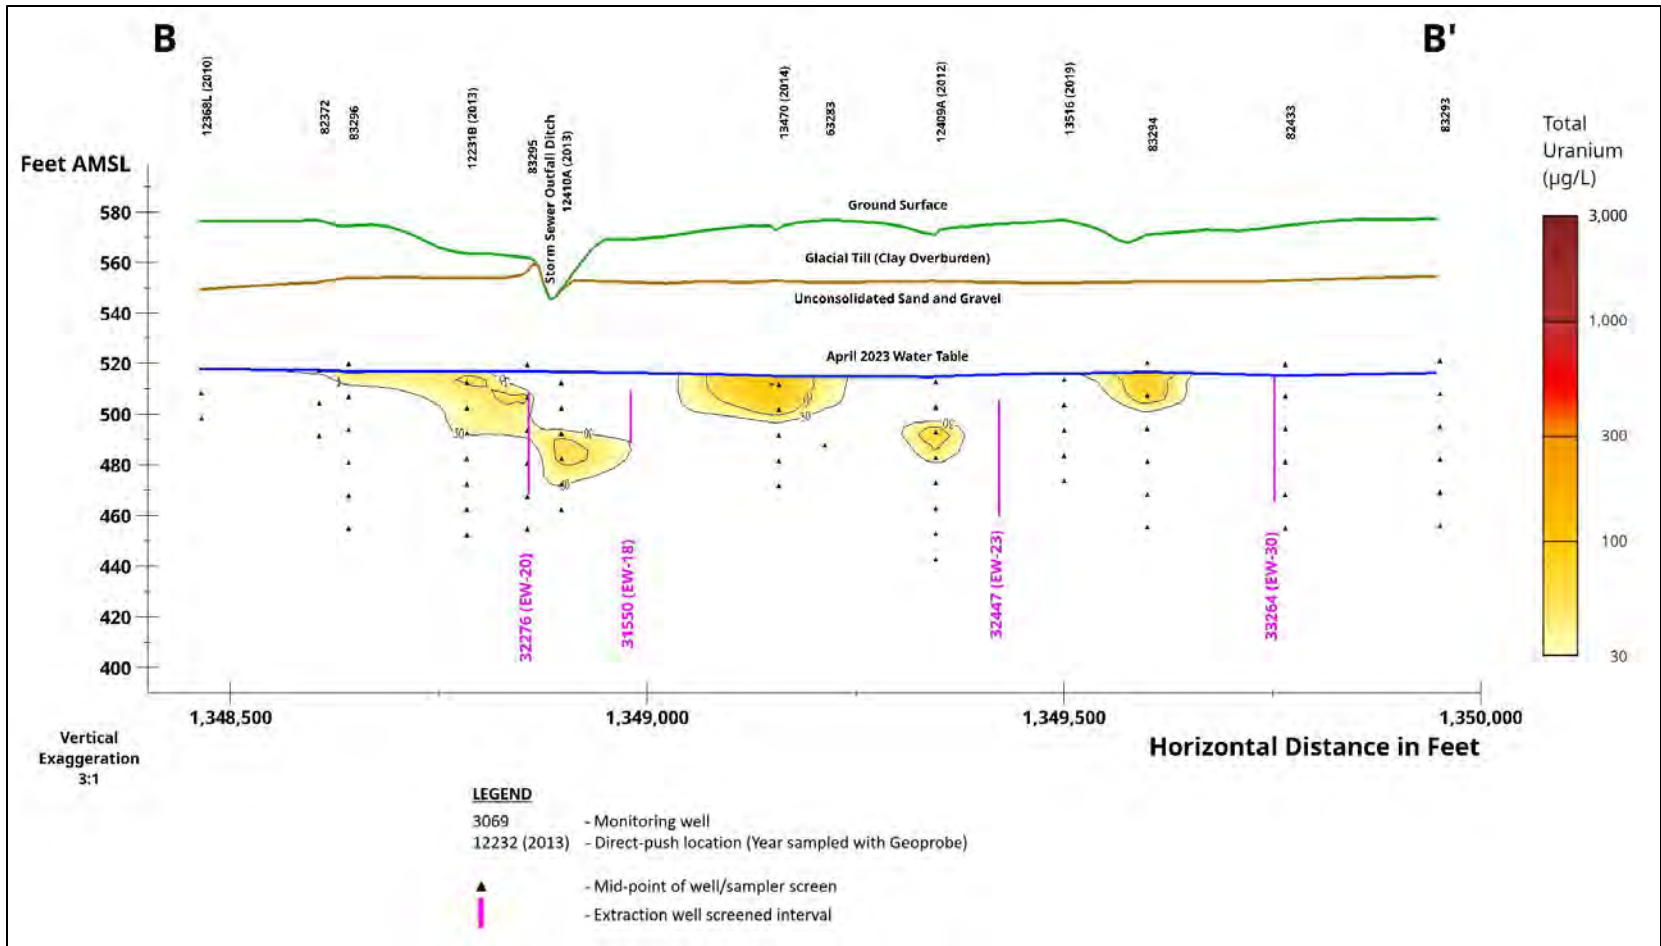 B
B'
12368L (2010)
82372
83296
12231B (2013)
83295
Storm Sewer Outfall Ditch
12410A (2013)
13470 (2014)
63283
12409A (2012)
13516 (2019)
83294
82433
83293
Feet AMSL
580
560
540
520
500
480
460
440
420
400
Ground Surface
Glacial Till (Clay Overburden)
Unconsolidated Sand and Gravel
April 2023 Water Table
30
30
30
30
30
32276 (EW-20)
31550 (EW-18)
32447 (EW-23)
33264 (EW-30)
1,348,500
1,349,000
1,349,500
1,350,000
Horizontal Distance in Feet
Vertical
Exaggeration
3:1
Total
Uranium
(µg/L)
3,000
1,000
300
100
30
LEGEND
3069 - Monitoring well
12232 (2013) - Direct-push location (Year sampled with Geoprobe)
- Mid-point of well/sampler screen
- Extraction well screened interval